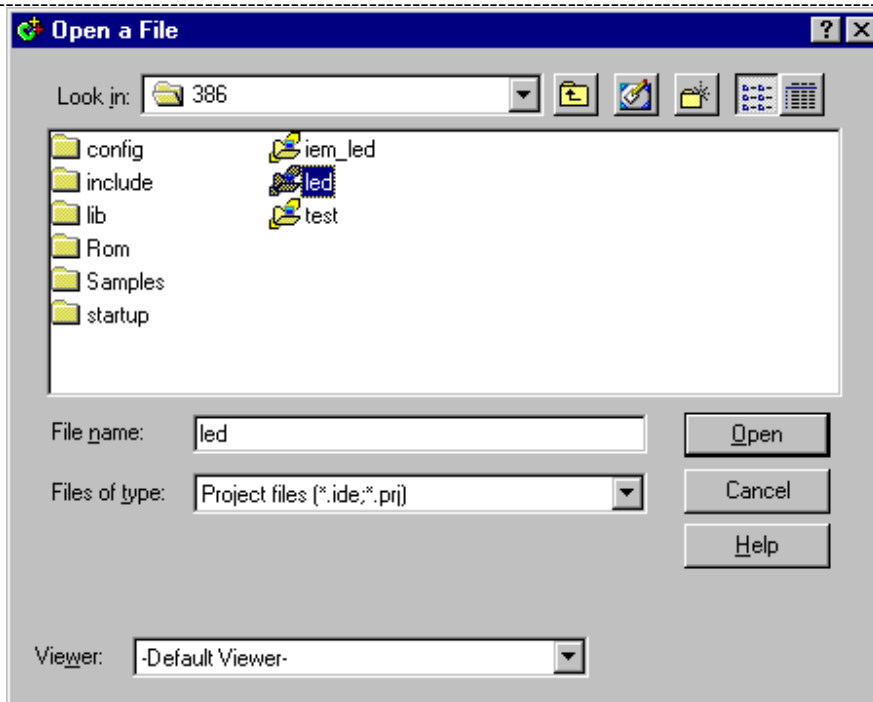 Open a File
Look in: 386
config
include
lib
Rom
Samples
startup
iem_led
led
test
File name: led
Open
Files of type: Project files (*.ide;*.prj)
Cancel
Help
Viewer: -Default Viewer-